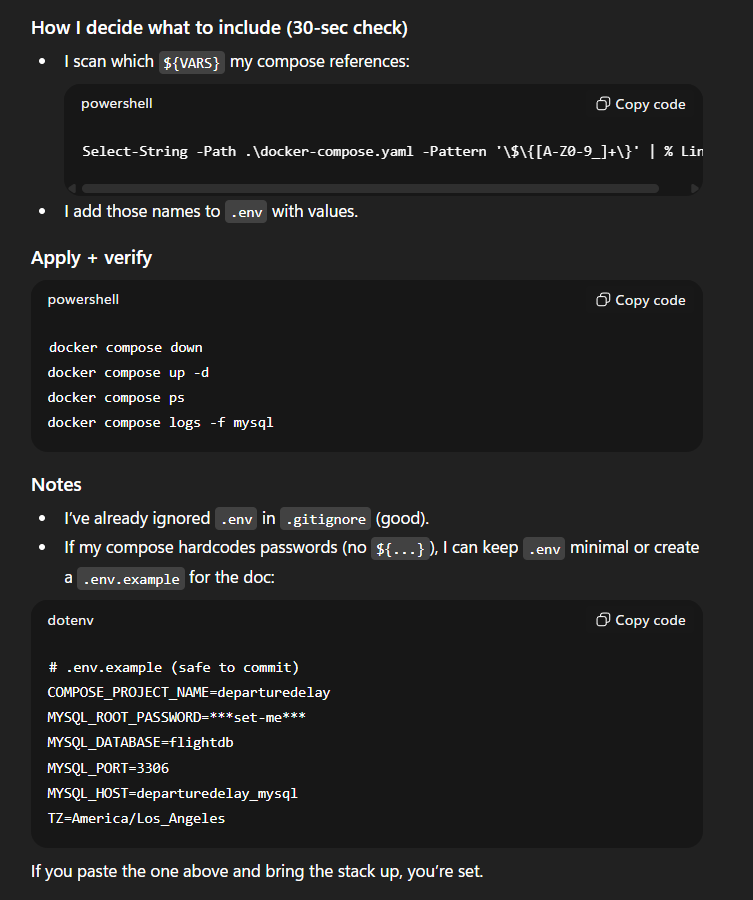 How I decide what to include (30-sec check)
• I scan which ${VARS} my compose references:
powershell
Copy code
Select-String -Path .\docker-compose.yaml -Pattern '\$\{[A-Z0-9_]+\}' | % Lin
• I add those names to .env with values.
Apply + verify
powershell
Copy code
docker compose down
docker compose up -d
docker compose ps
docker compose logs -f mysql
Notes
• I’ve already ignored .env in .gitignore (good).
• If my compose hardcodes passwords (no ${...}), I can keep .env minimal or create
a .env.example for the doc:
dotenv
Copy code
# .env.example (safe to commit)
COMPOSE_PROJECT_NAME=departuredelay
MYSQL_ROOT_PASSWORD=***set-me***
MYSQL_DATABASE=flightdb
MYSQL_PORT=3306
MYSQL_HOST=departuredelay_mysql
TZ=America/Los_Angeles
If you paste the one above and bring the stack up, you’re set.